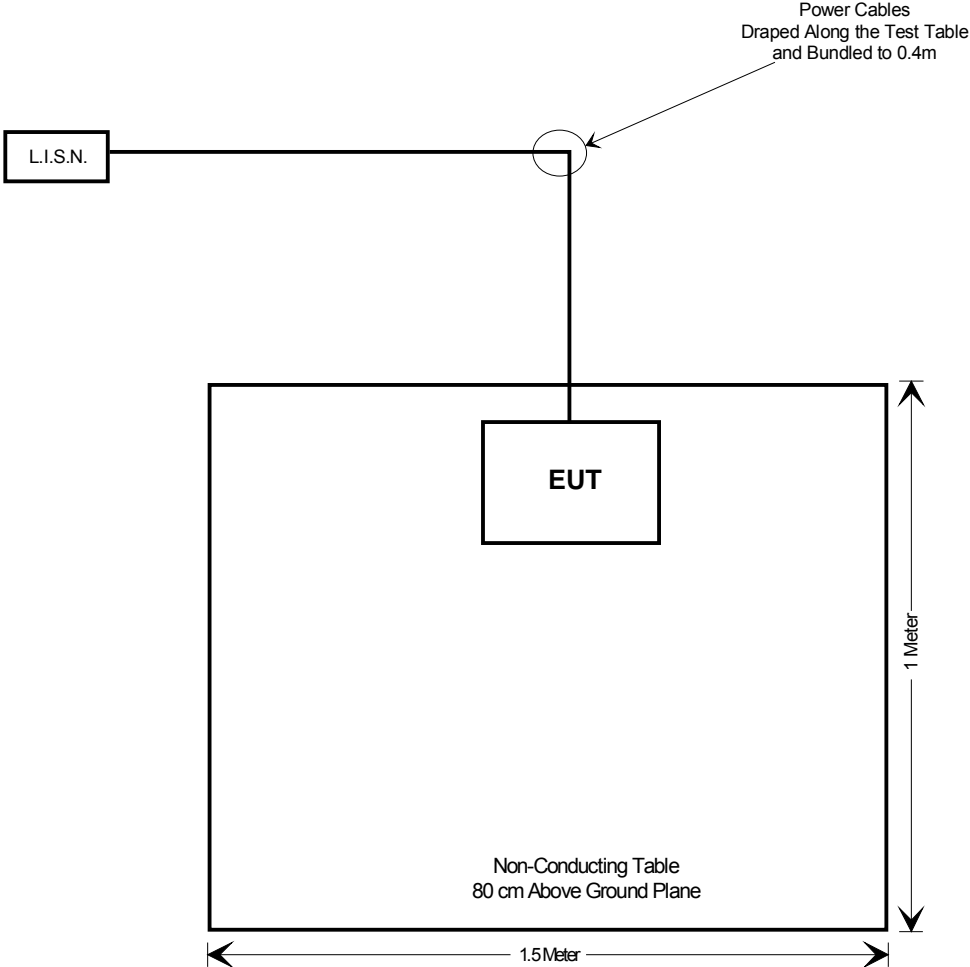 Power Cables
Draped Along the Test Table
and Bundled to 0.4m
L.I.S.N.
EUT
1 Meter
Non-Conducting Table
80 cm Above Ground Plane
1.5 Meter